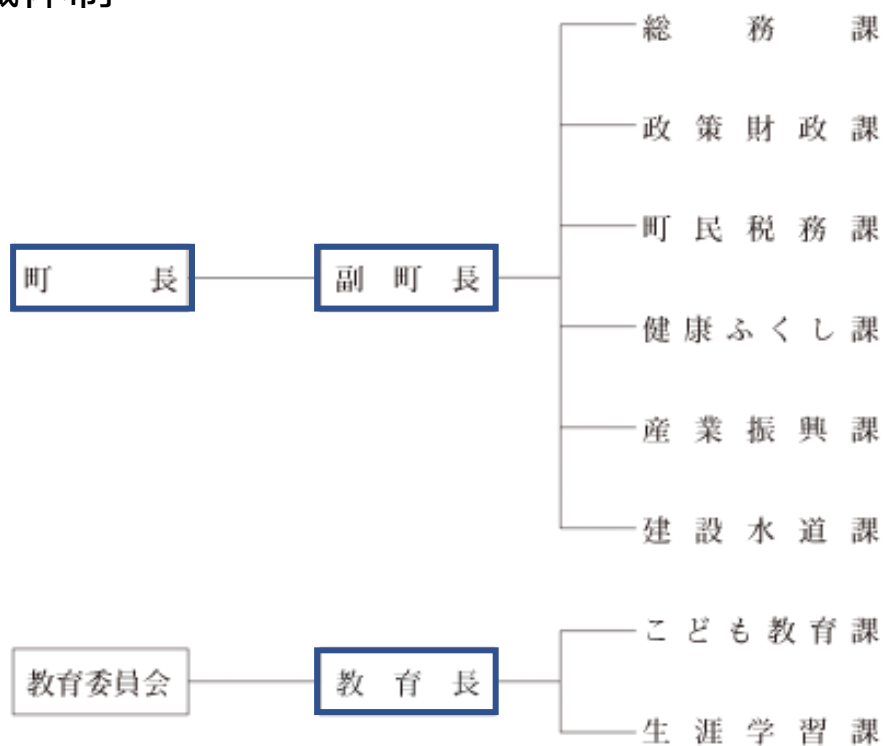 総務課
政策財政課
町民税務課
町長
副町長
健康ふくし課
産業振興課
建設水道課
こども教育課
教育委員会
教育長
生涯学習課